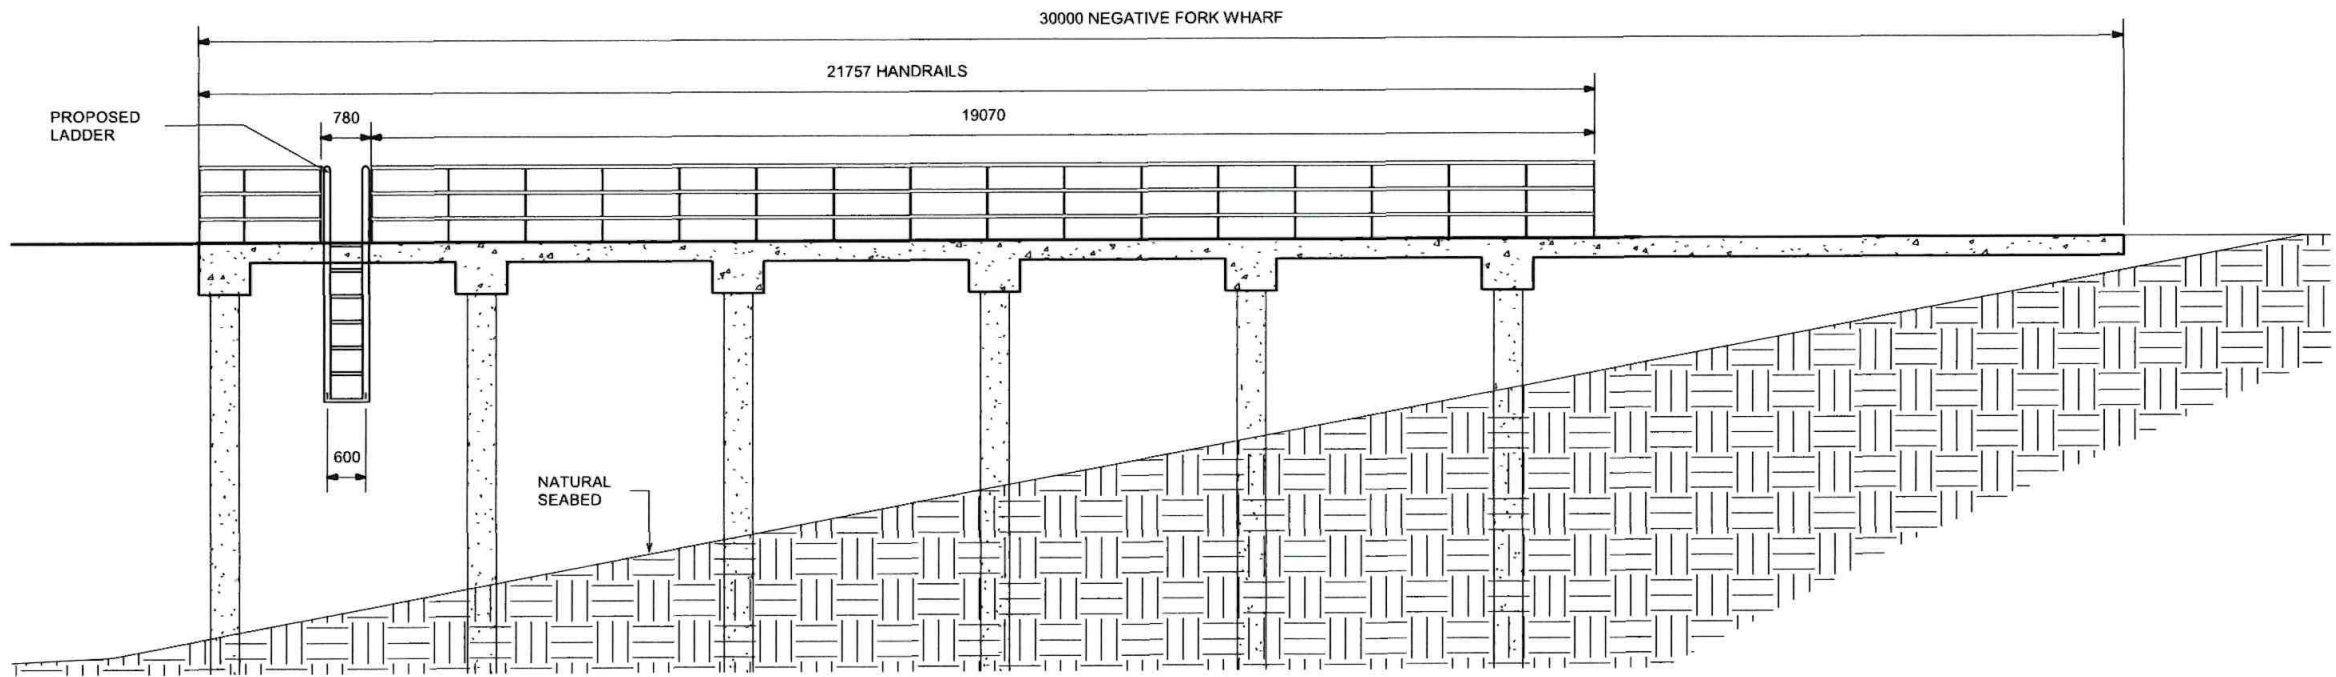 30000 NEGATIVE FORK WHARF
21757 HANDRAILS
PROPOSED
LADDER
780
19070
600
NATURAL
SEABED